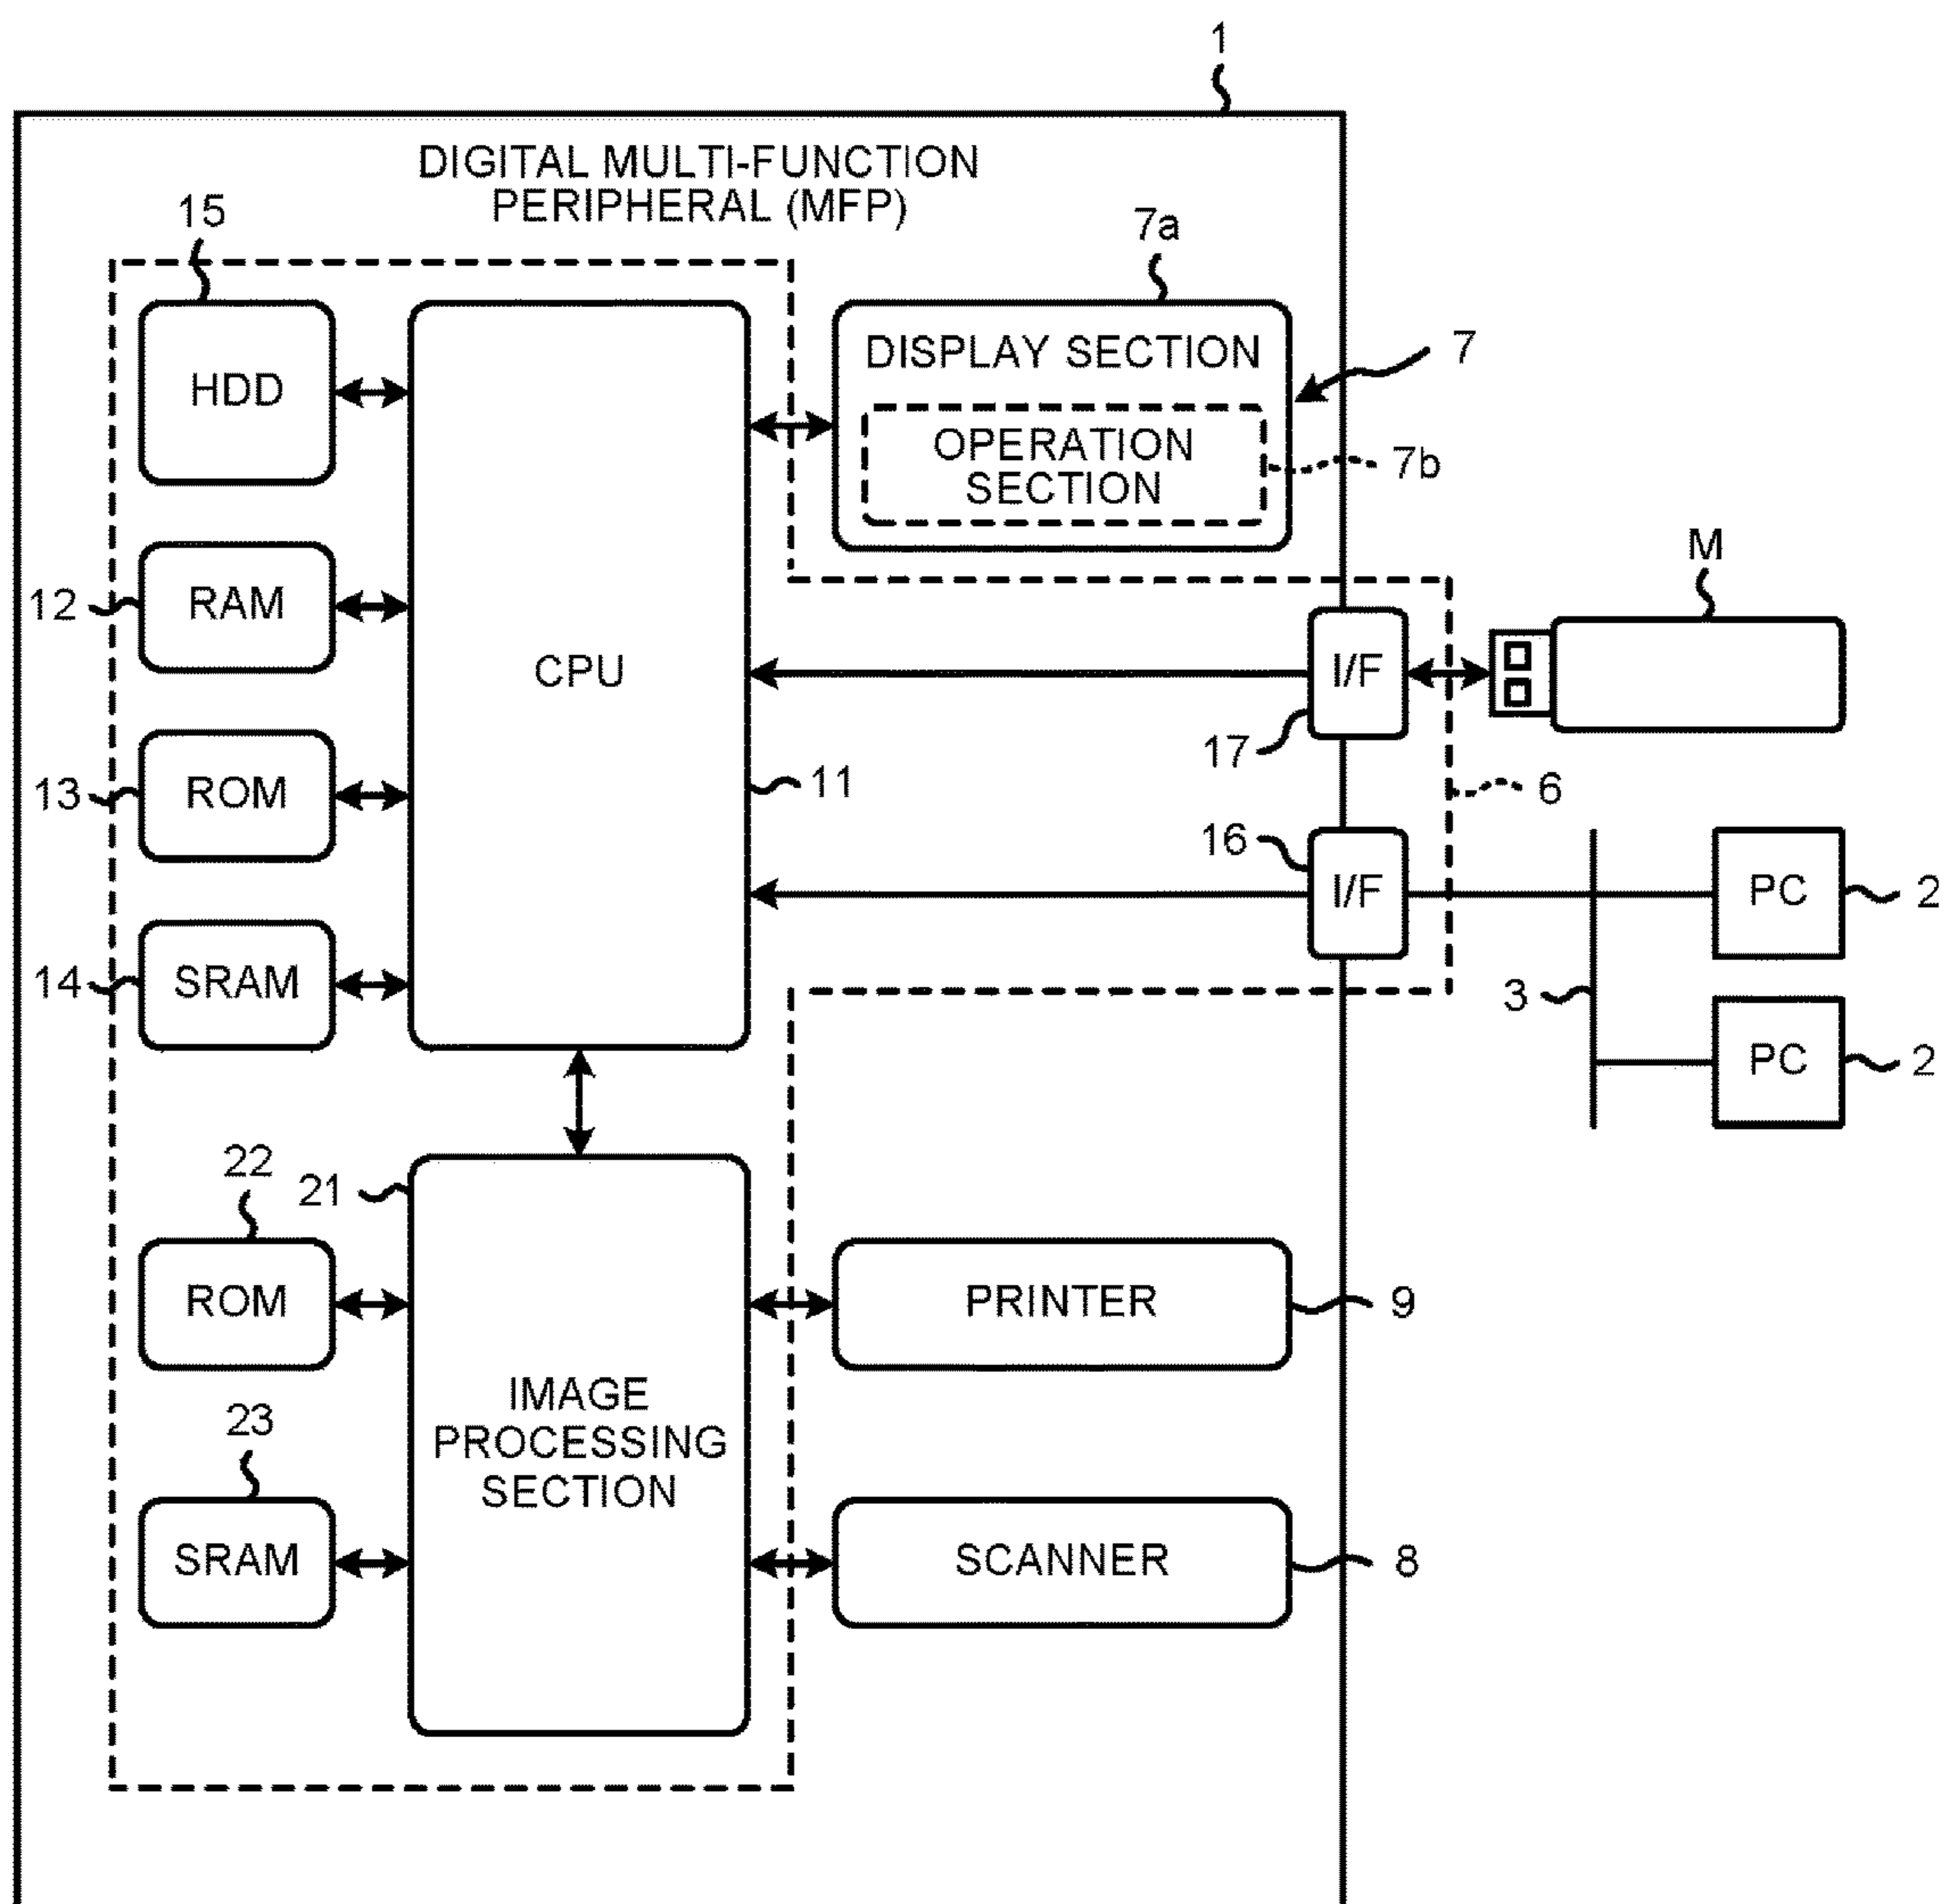 1
DIGITAL MULTI-FUNCTION
PERIPHERAL (MFP)
15
7a
HDD
DISPLAY SECTION
7
OPERATION
SECTION
7b
M
12
RAM
CPU
I/F
17
13
ROM
11
6
16
I/F
PC
2
14
SRAM
3
PC
2
22
21
ROM
PRINTER
9
IMAGE
PROCESSING
SECTION
23
SRAM
SCANNER
8